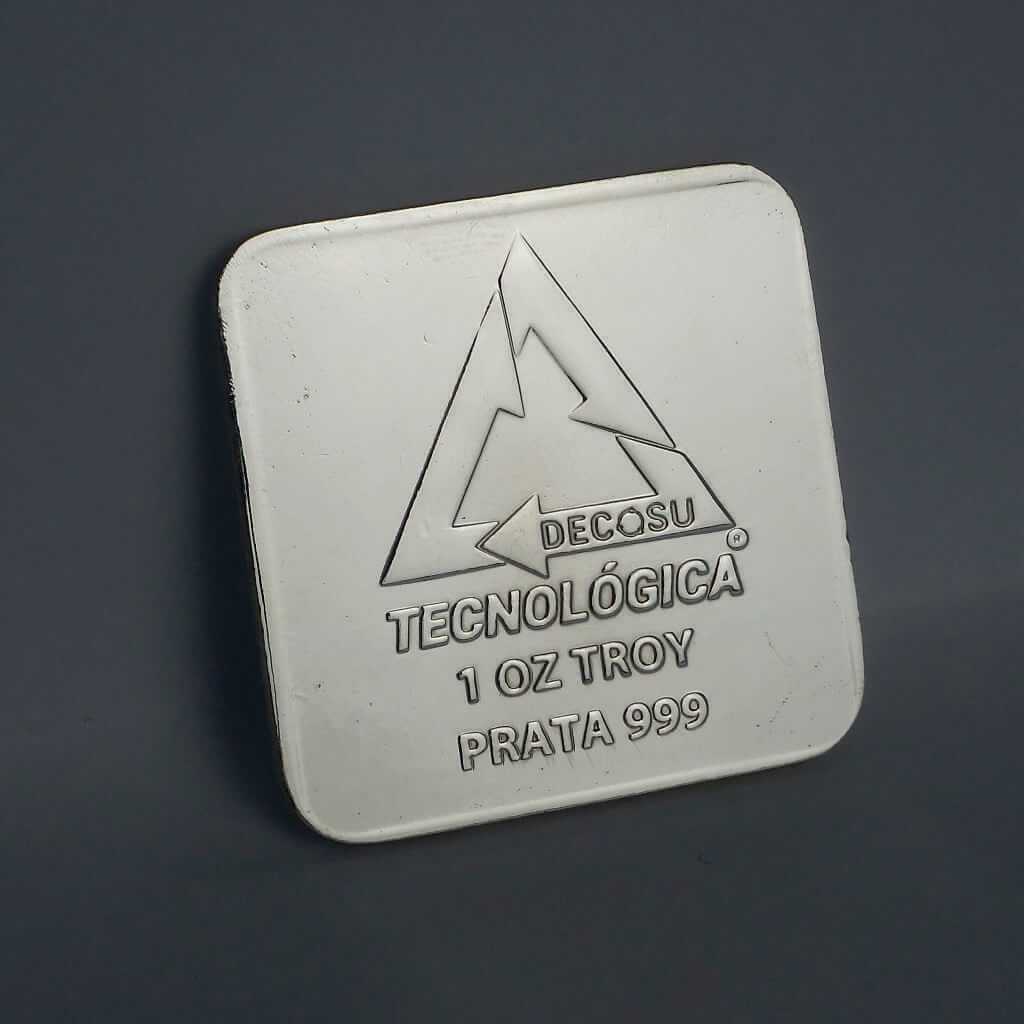 DECOSU
®
TECNOLÓGICA
1 OZ TROY
PRATA 999